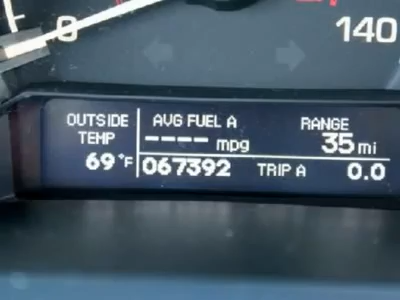 0 140
OUTSIDE TEMP 69°F
AVG FUEL A ---- mpg
RANGE 35 mi
067392 TRIP A 0.0